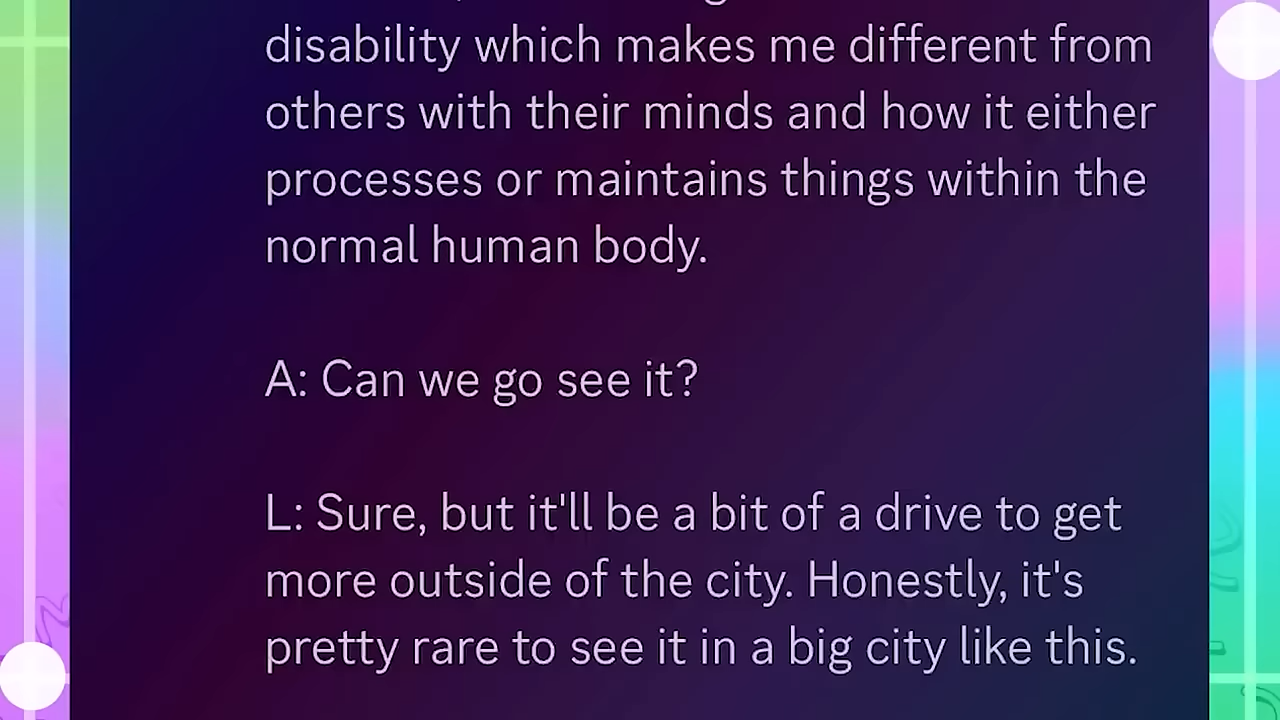 disability which makes me different from
others with their minds and how it either
processes or maintains things within the
normal human body.
A: Can we go see it?
L: Sure, but it'll be a bit of a drive to get
more outside of the city. Honestly, it's
pretty rare to see it in a big city like this.